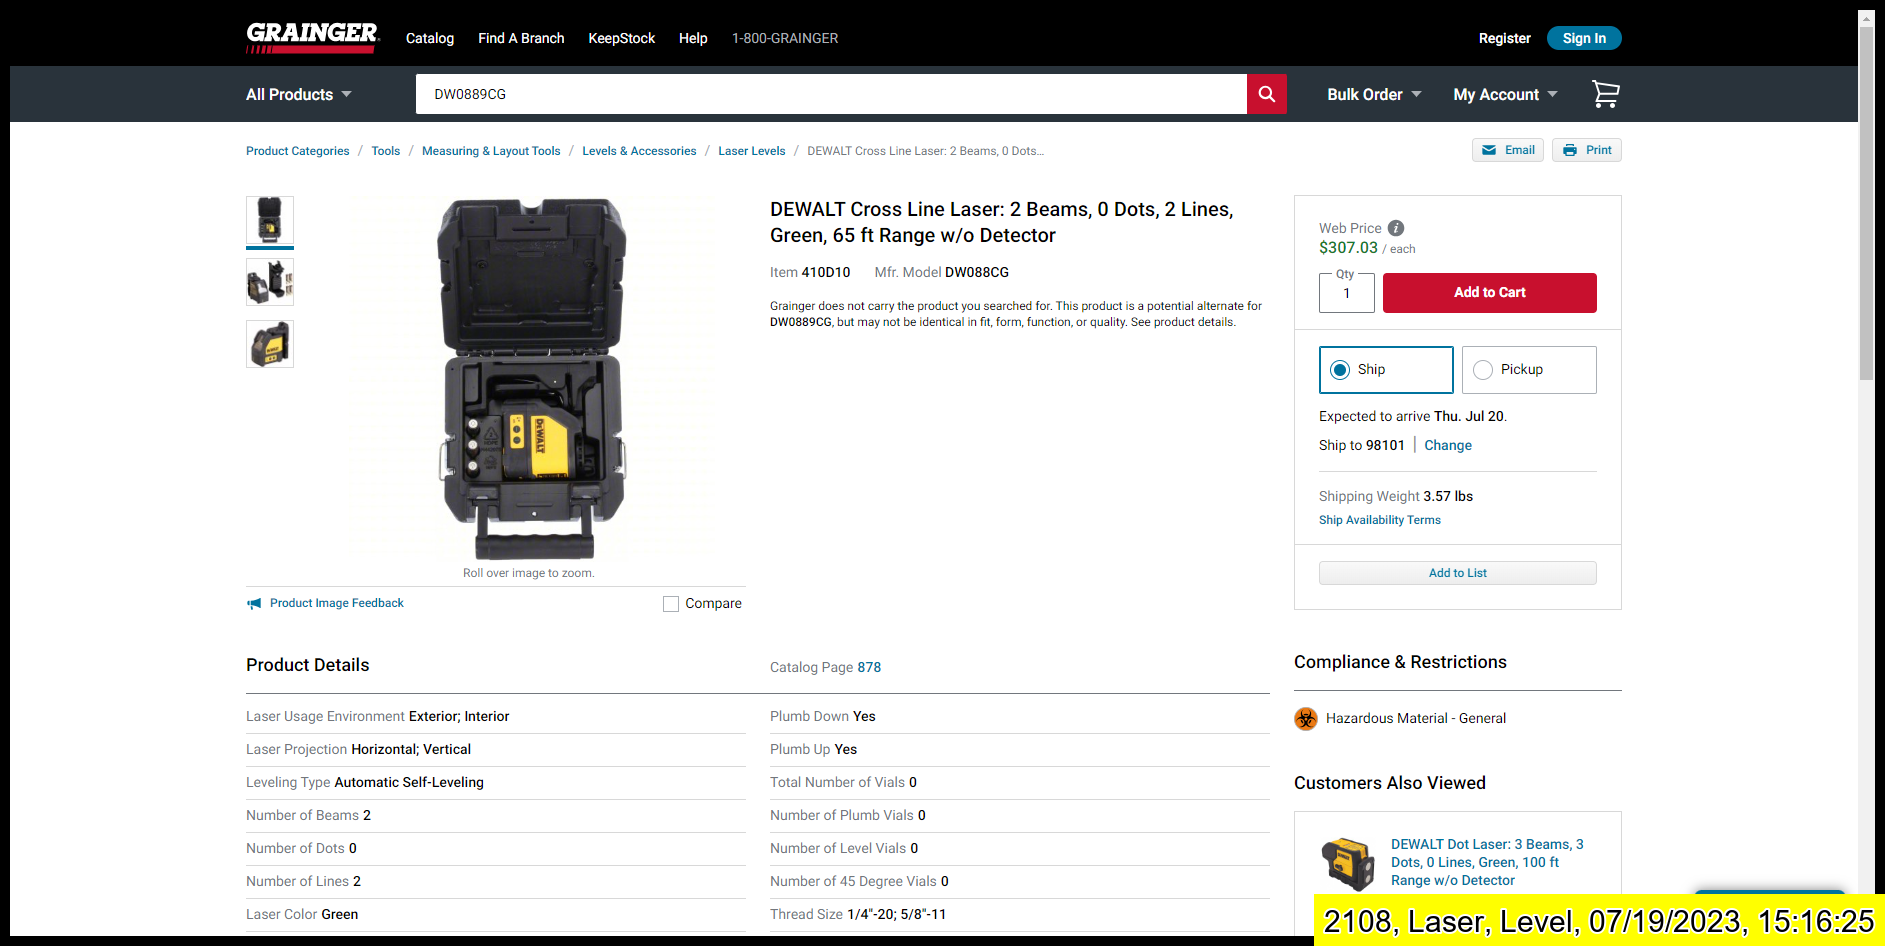 GRAINGER
Catalog
Find A Branch
KeepStock
Help
1-800-GRAINGER
Register
Sign In
All Products
DW0889CG
Bulk Order
My Account
Product Categories / Tools / Measuring & Layout Tools / Levels & Accessories / Laser Levels / DEWALT Cross Line Laser: 2 Beams, 0 Dots...
Email
Print
DEWALT
Roll over image to zoom.
Product Image Feedback
Compare
DEWALT Cross Line Laser: 2 Beams, 0 Dots, 2 Lines,
Green, 65 ft Range w/o Detector
Item 410D10 Mfr. Model DW088CG
Grainger does not carry the product you searched for. This product is a potential alternate for
DW0889CG, but may not be identical in fit, form, function, or quality. See product details.
Web Price
$307.03 / each
Qty
1
Add to Cart
Ship
Pickup
Expected to arrive Thu. Jul 20.
Ship to 98101 | Change
Shipping Weight 3.57 lbs
Ship Availability Terms
Add to List
Product Details
Catalog Page 878
Laser Usage Environment Exterior; Interior
Laser Projection Horizontal; Vertical
Leveling Type Automatic Self-Leveling
Number of Beams 2
Number of Dots 0
Number of Lines 2
Laser Color Green
Plumb Down Yes
Plumb Up Yes
Total Number of Vials 0
Number of Plumb Vials 0
Number of Level Vials 0
Number of 45 Degree Vials 0
Thread Size 1/4"-20; 5/8"-11
Compliance & Restrictions
Hazardous Material - General
Customers Also Viewed
DEWALT Dot Laser: 3 Beams, 3
Dots, 0 Lines, Green, 100 ft
Range w/o Detector
2108, Laser, Level, 07/19/2023, 15:16:25